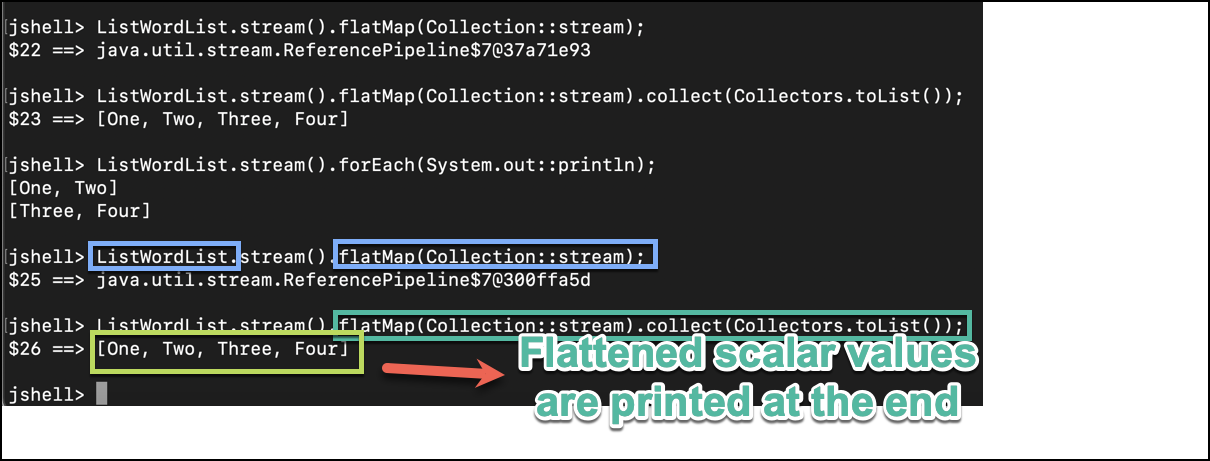 jshell> ListWordList.stream().flatMap(Collection::stream);
$22 ==> java.util.stream.ReferencePipeline$7@37a71e93
jshell> ListWordList.stream().flatMap(Collection::stream).collect(Collectors.toList());
$23 ==> [One, Two, Three, Four]
jshell> ListWordList.stream().forEach(System.out::println);
[One, Two]
[Three, Four]
jshell> ListWordList.stream().flatMap(Collection::stream);
$25 ==> java.util.stream.ReferencePipeline$7@300ffa5d
jshell> ListWordList.stream().flatMap(Collection::stream).collect(Collectors.toList());
$26 ==> [One, Two, Three, Four]
Flattened scalar values
are printed at the end
jshell>